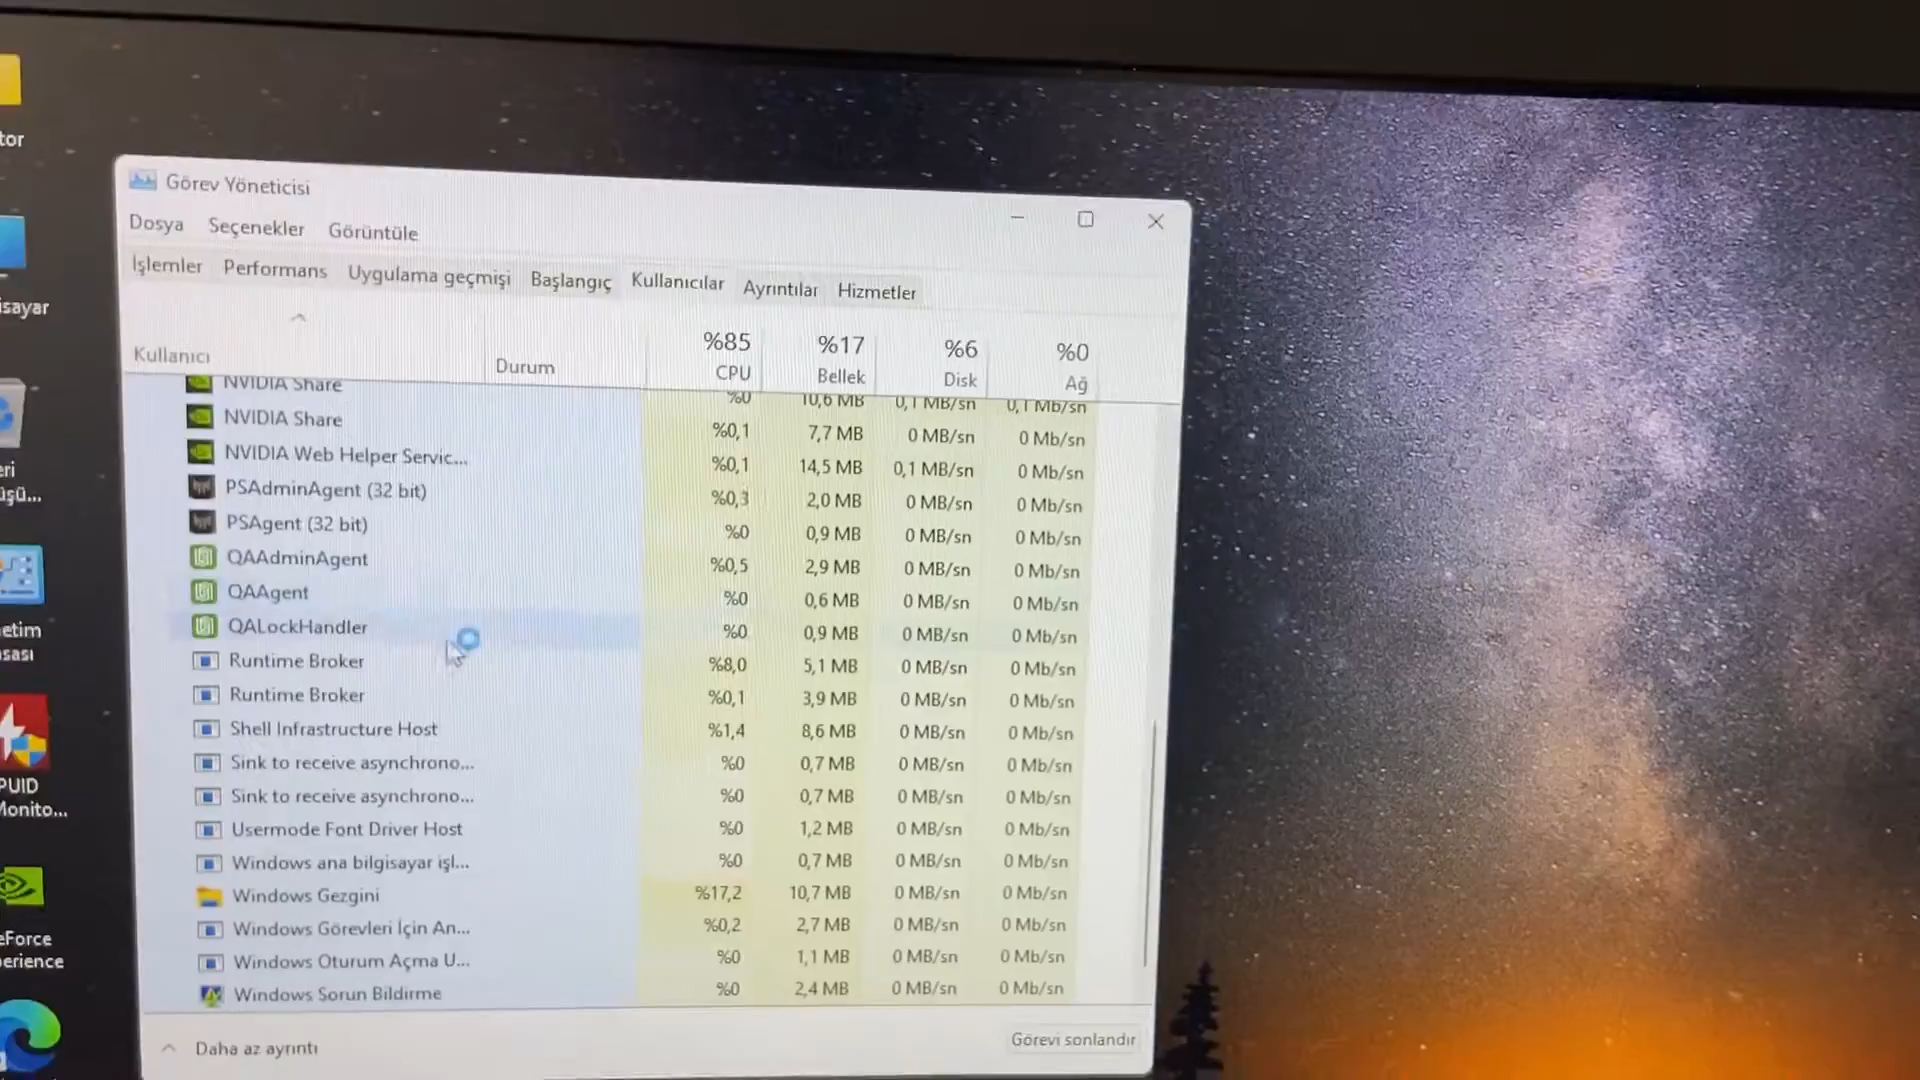 tor
isayar
eri
üşü...
etim
sası
PUID
Monito...
eForce
perience
Görev Yöneticisi
Dosya Seçenekler Görüntüle
İşlemler Performans Uygulama geçmişi Başlangıç Kullanıcılar Ayrıntılar Hizmetler
%85 %17 %6 %0
Kullanıcı Durum CPU Bellek Disk Ağ
NVIDIA Share %0 10,6 MB 0,1 MB/sn 0,1 Mb/sn
NVIDIA Share %0,1 7,7 MB 0 MB/sn 0 Mb/sn
NVIDIA Web Helper Servic... %0,1 14,5 MB 0,1 MB/sn 0 Mb/sn
PSAdminAgent (32 bit) %0,3 2,0 MB 0 MB/sn 0 Mb/sn
PSAgent (32 bit) %0 0,9 MB 0 MB/sn 0 Mb/sn
QAAdminAgent %0,5 2,9 MB 0 MB/sn 0 Mb/sn
QAAgent %0 0,6 MB 0 MB/sn 0 Mb/sn
QALockHandler %0 0,9 MB 0 MB/sn 0 Mb/sn
Runtime Broker %8,0 5,1 MB 0 MB/sn 0 Mb/sn
Runtime Broker %0,1 3,9 MB 0 MB/sn 0 Mb/sn
Shell Infrastructure Host %1,4 8,6 MB 0 MB/sn 0 Mb/sn
Sink to receive asynchrono... %0 0,7 MB 0 MB/sn 0 Mb/sn
Sink to receive asynchrono... %0 0,7 MB 0 MB/sn 0 Mb/sn
Usermode Font Driver Host %0 1,2 MB 0 MB/sn 0 Mb/sn
Windows ana bilgisayar işl... %0 0,7 MB 0 MB/sn 0 Mb/sn
Windows Gezgini %17,2 10,7 MB 0 MB/sn 0 Mb/sn
Windows Görevleri İçin An... %0,2 2,7 MB 0 MB/sn 0 Mb/sn
Windows Oturum Açma U... %0 1,1 MB 0 MB/sn 0 Mb/sn
Windows Sorun Bildirme %0 2,4 MB 0 MB/sn 0 Mb/sn
Daha az ayrıntı Görevi sonlandır